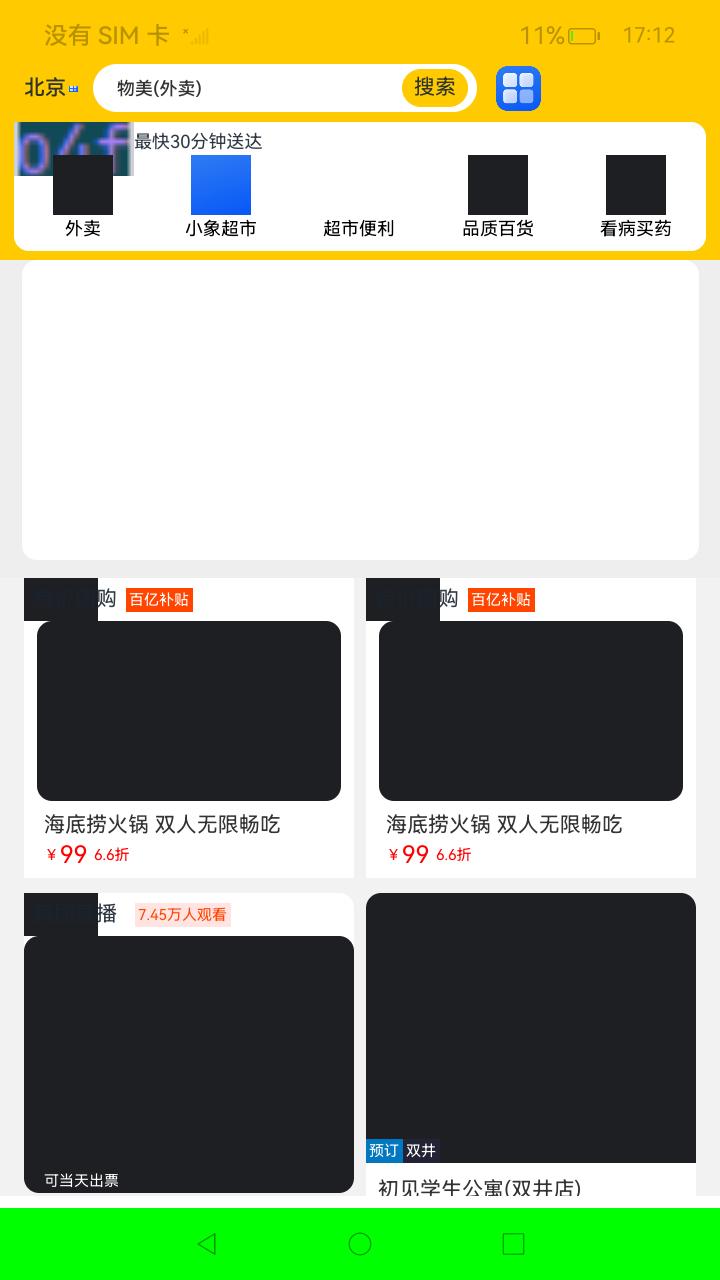 没有 SIM 卡 11% 17:12
北京 物美(外卖) 搜索
最快30分钟送达
外卖 小象超市 超市便利 品质百货 看病买药
购 百亿补贴 购 百亿补贴
海底捞火锅 双人无限畅吃 海底捞火锅 双人无限畅吃
¥99 6.6折 ¥99 6.6折
播 7.45万人观看
预订 双井
可当天出票
初见学生公寓(双井店)